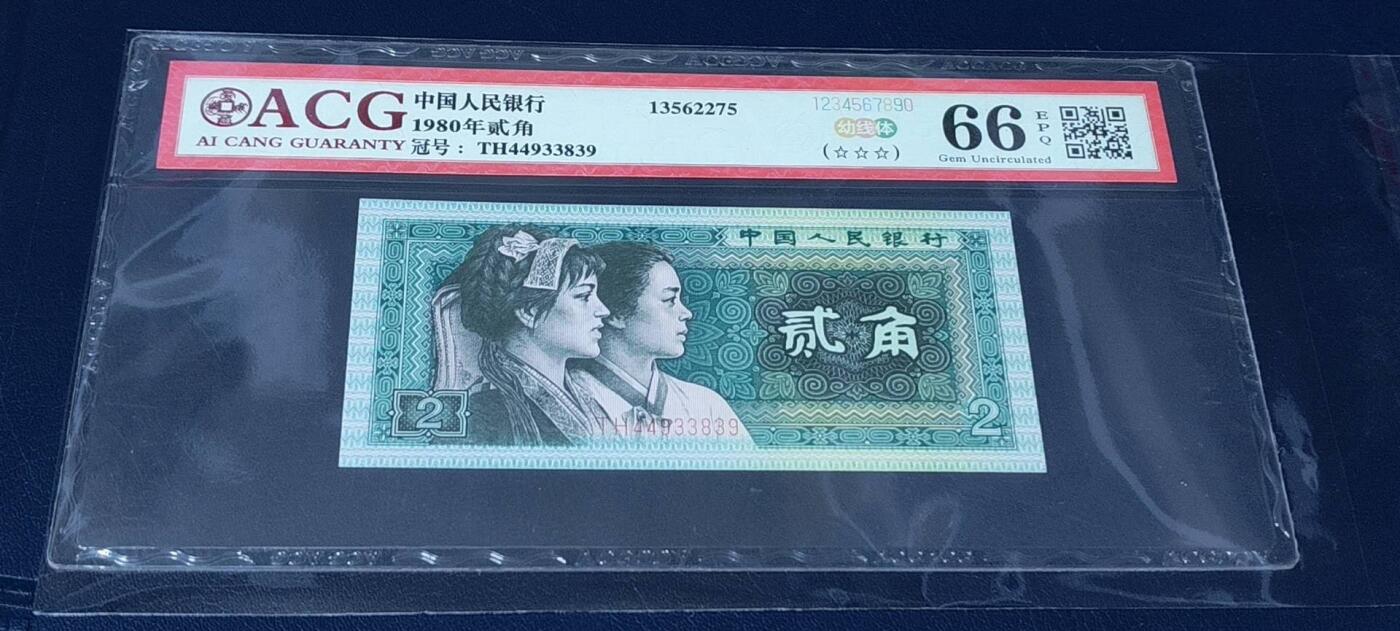 ACG
AI CANG GUARANTY
中国人民银行
1980年贰角
冠号：TH44933839
13562275
1234567890
幼线体
(☆☆☆)
66
EPQ
Gem Uncirculated
中国人民银行
贰角
2
TH44933839
2